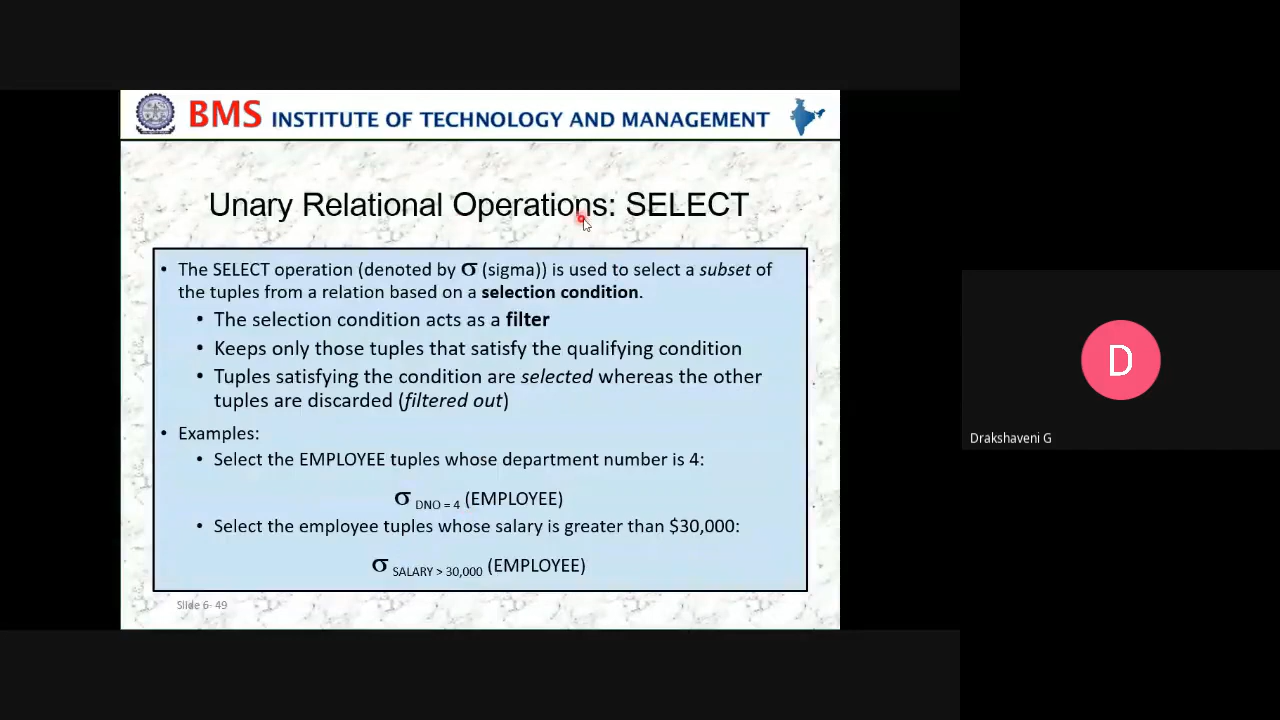 BMS INSTITUTE OF TECHNOLOGY AND MANAGEMENT
Unary Relational Operations: SELECT
• The SELECT operation (denoted by σ (sigma)) is used to select a subset of
the tuples from a relation based on a selection condition.
• The selection condition acts as a filter
• Keeps only those tuples that satisfy the qualifying condition
• Tuples satisfying the condition are selected whereas the other
tuples are discarded (filtered out)
• Examples:
• Select the EMPLOYEE tuples whose department number is 4:
σ DNO = 4 (EMPLOYEE)
• Select the employee tuples whose salary is greater than $30,000:
σ SALARY > 30,000 (EMPLOYEE)
Slide 6- 49
D
Drakshaveni G